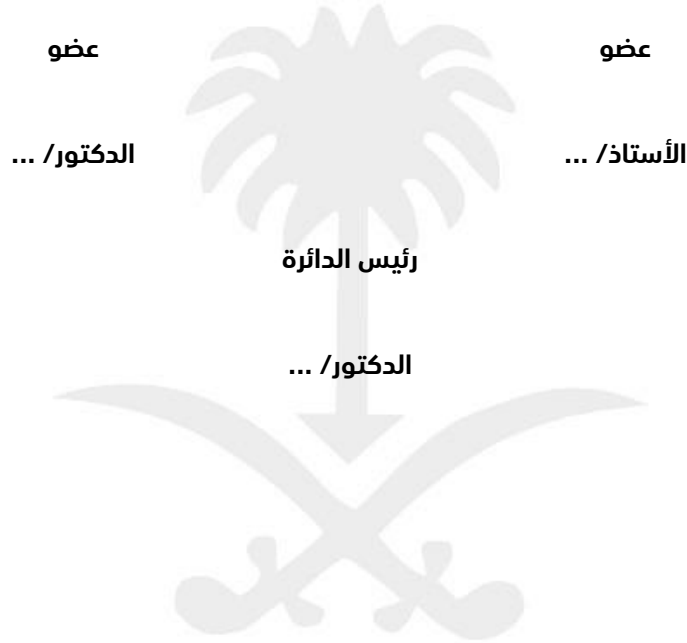 عضو عضو
الأستاذ/ ... الدكتور/ ...
رئيس الدائرة
الدكتور/ ...